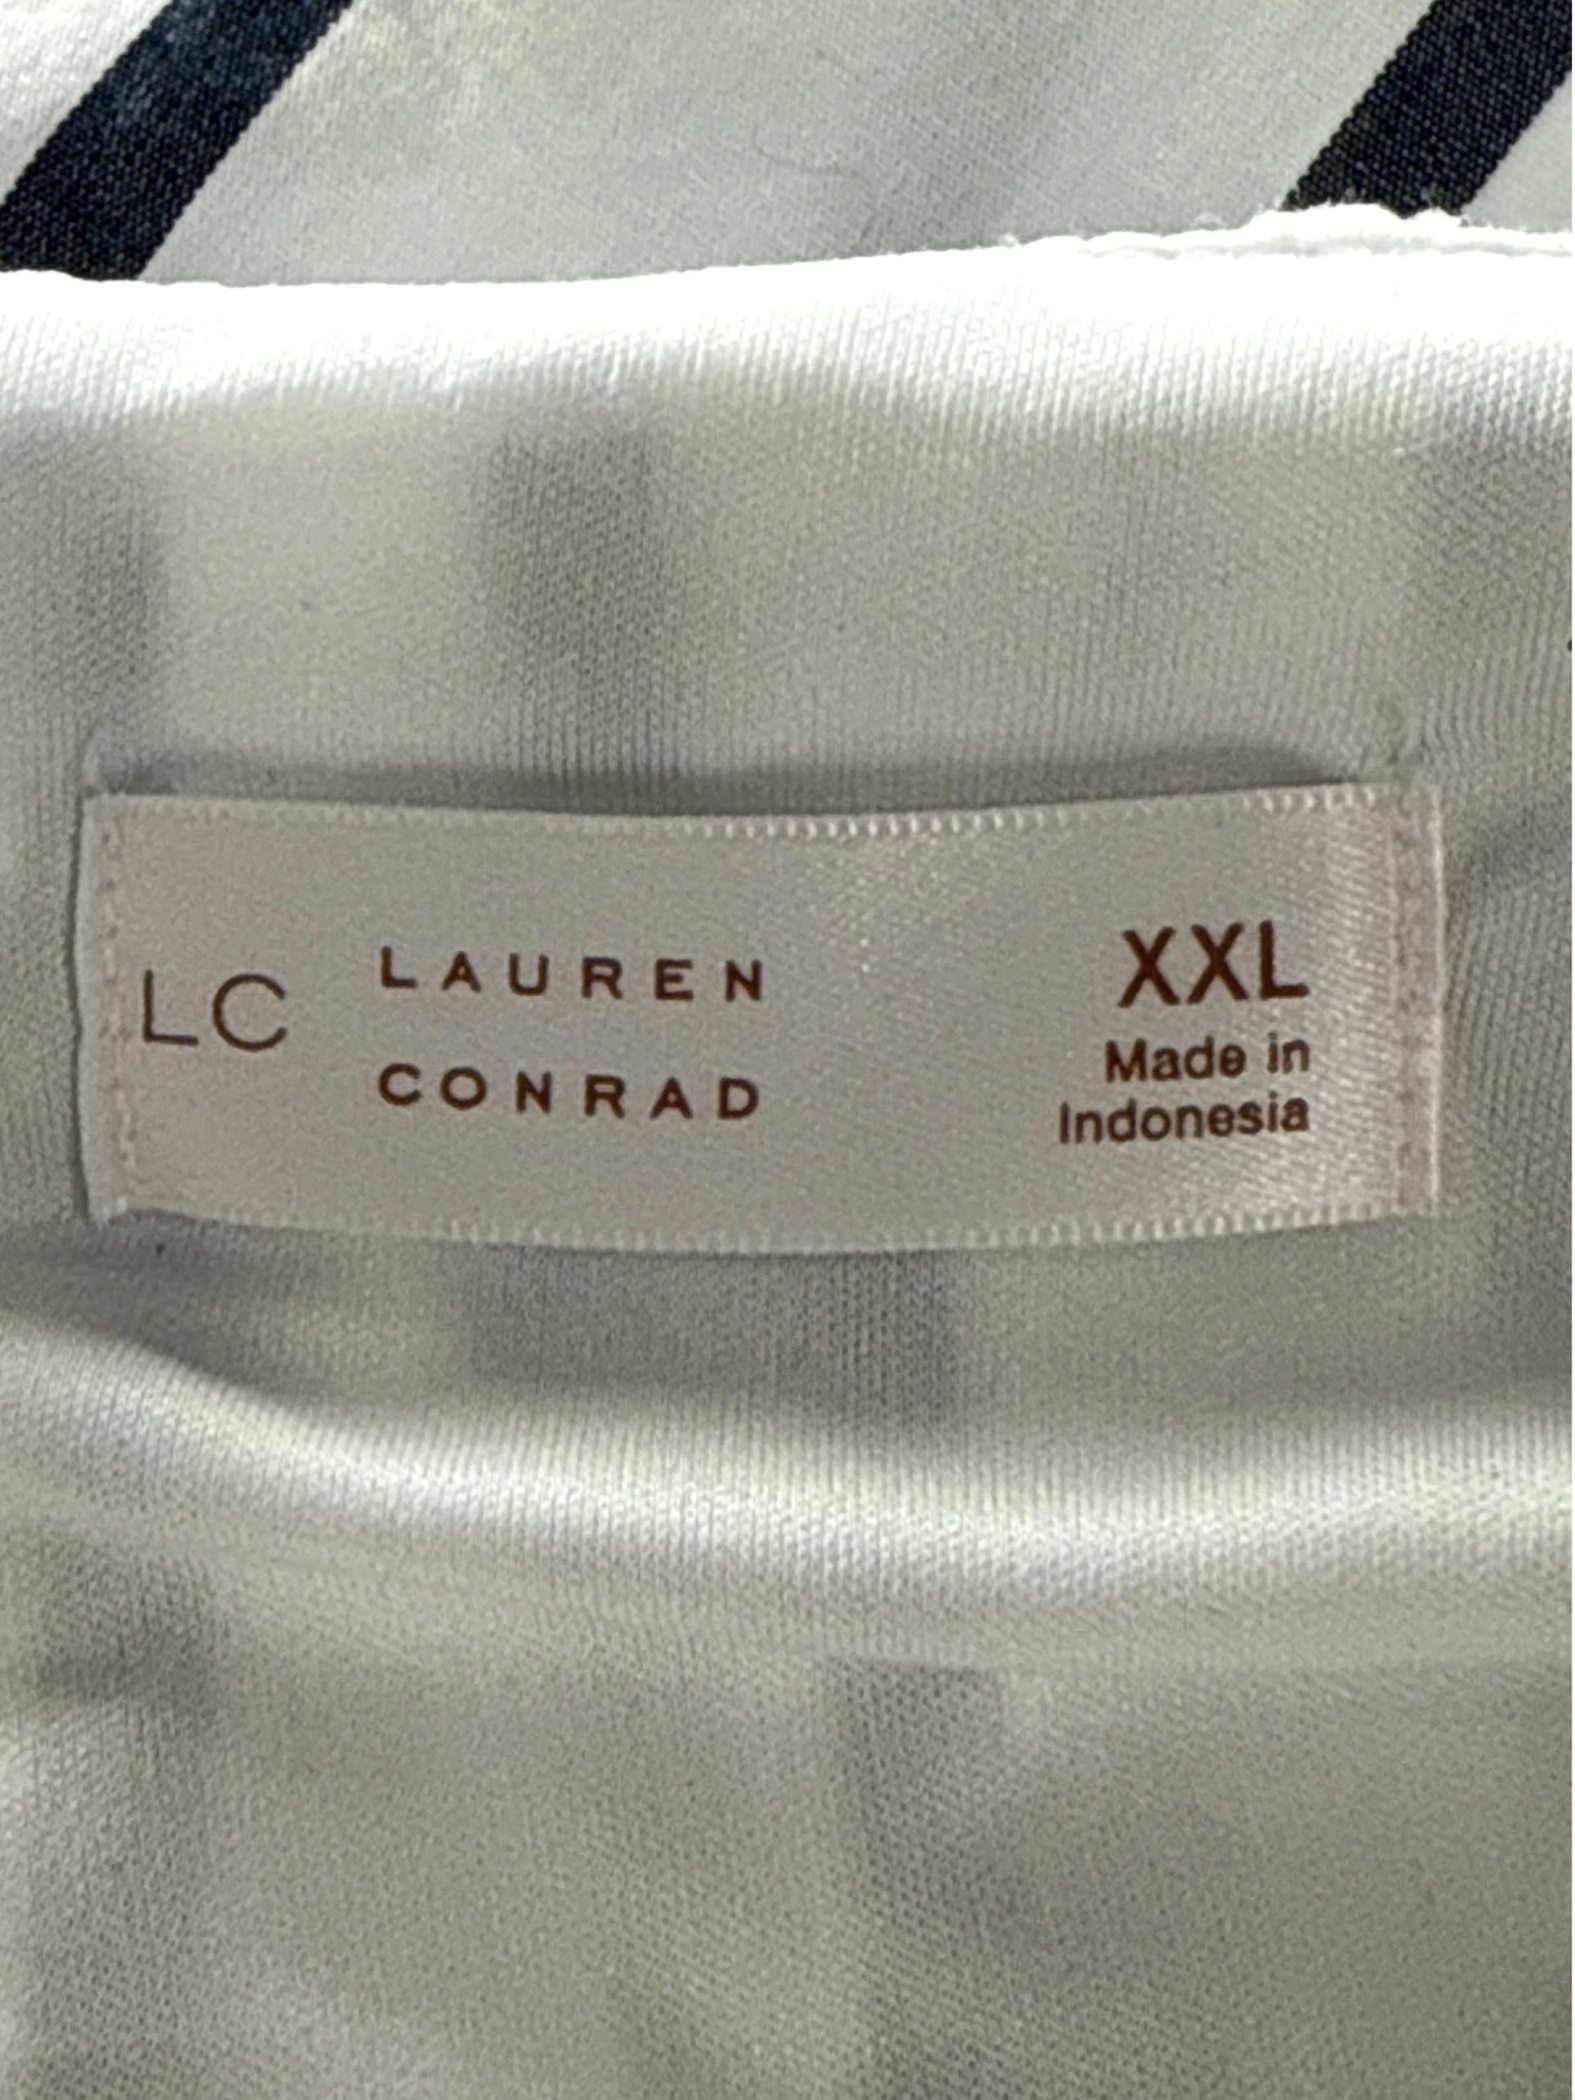 LC
LAUREN
CONRAD
XXL
Made in
Indonesia